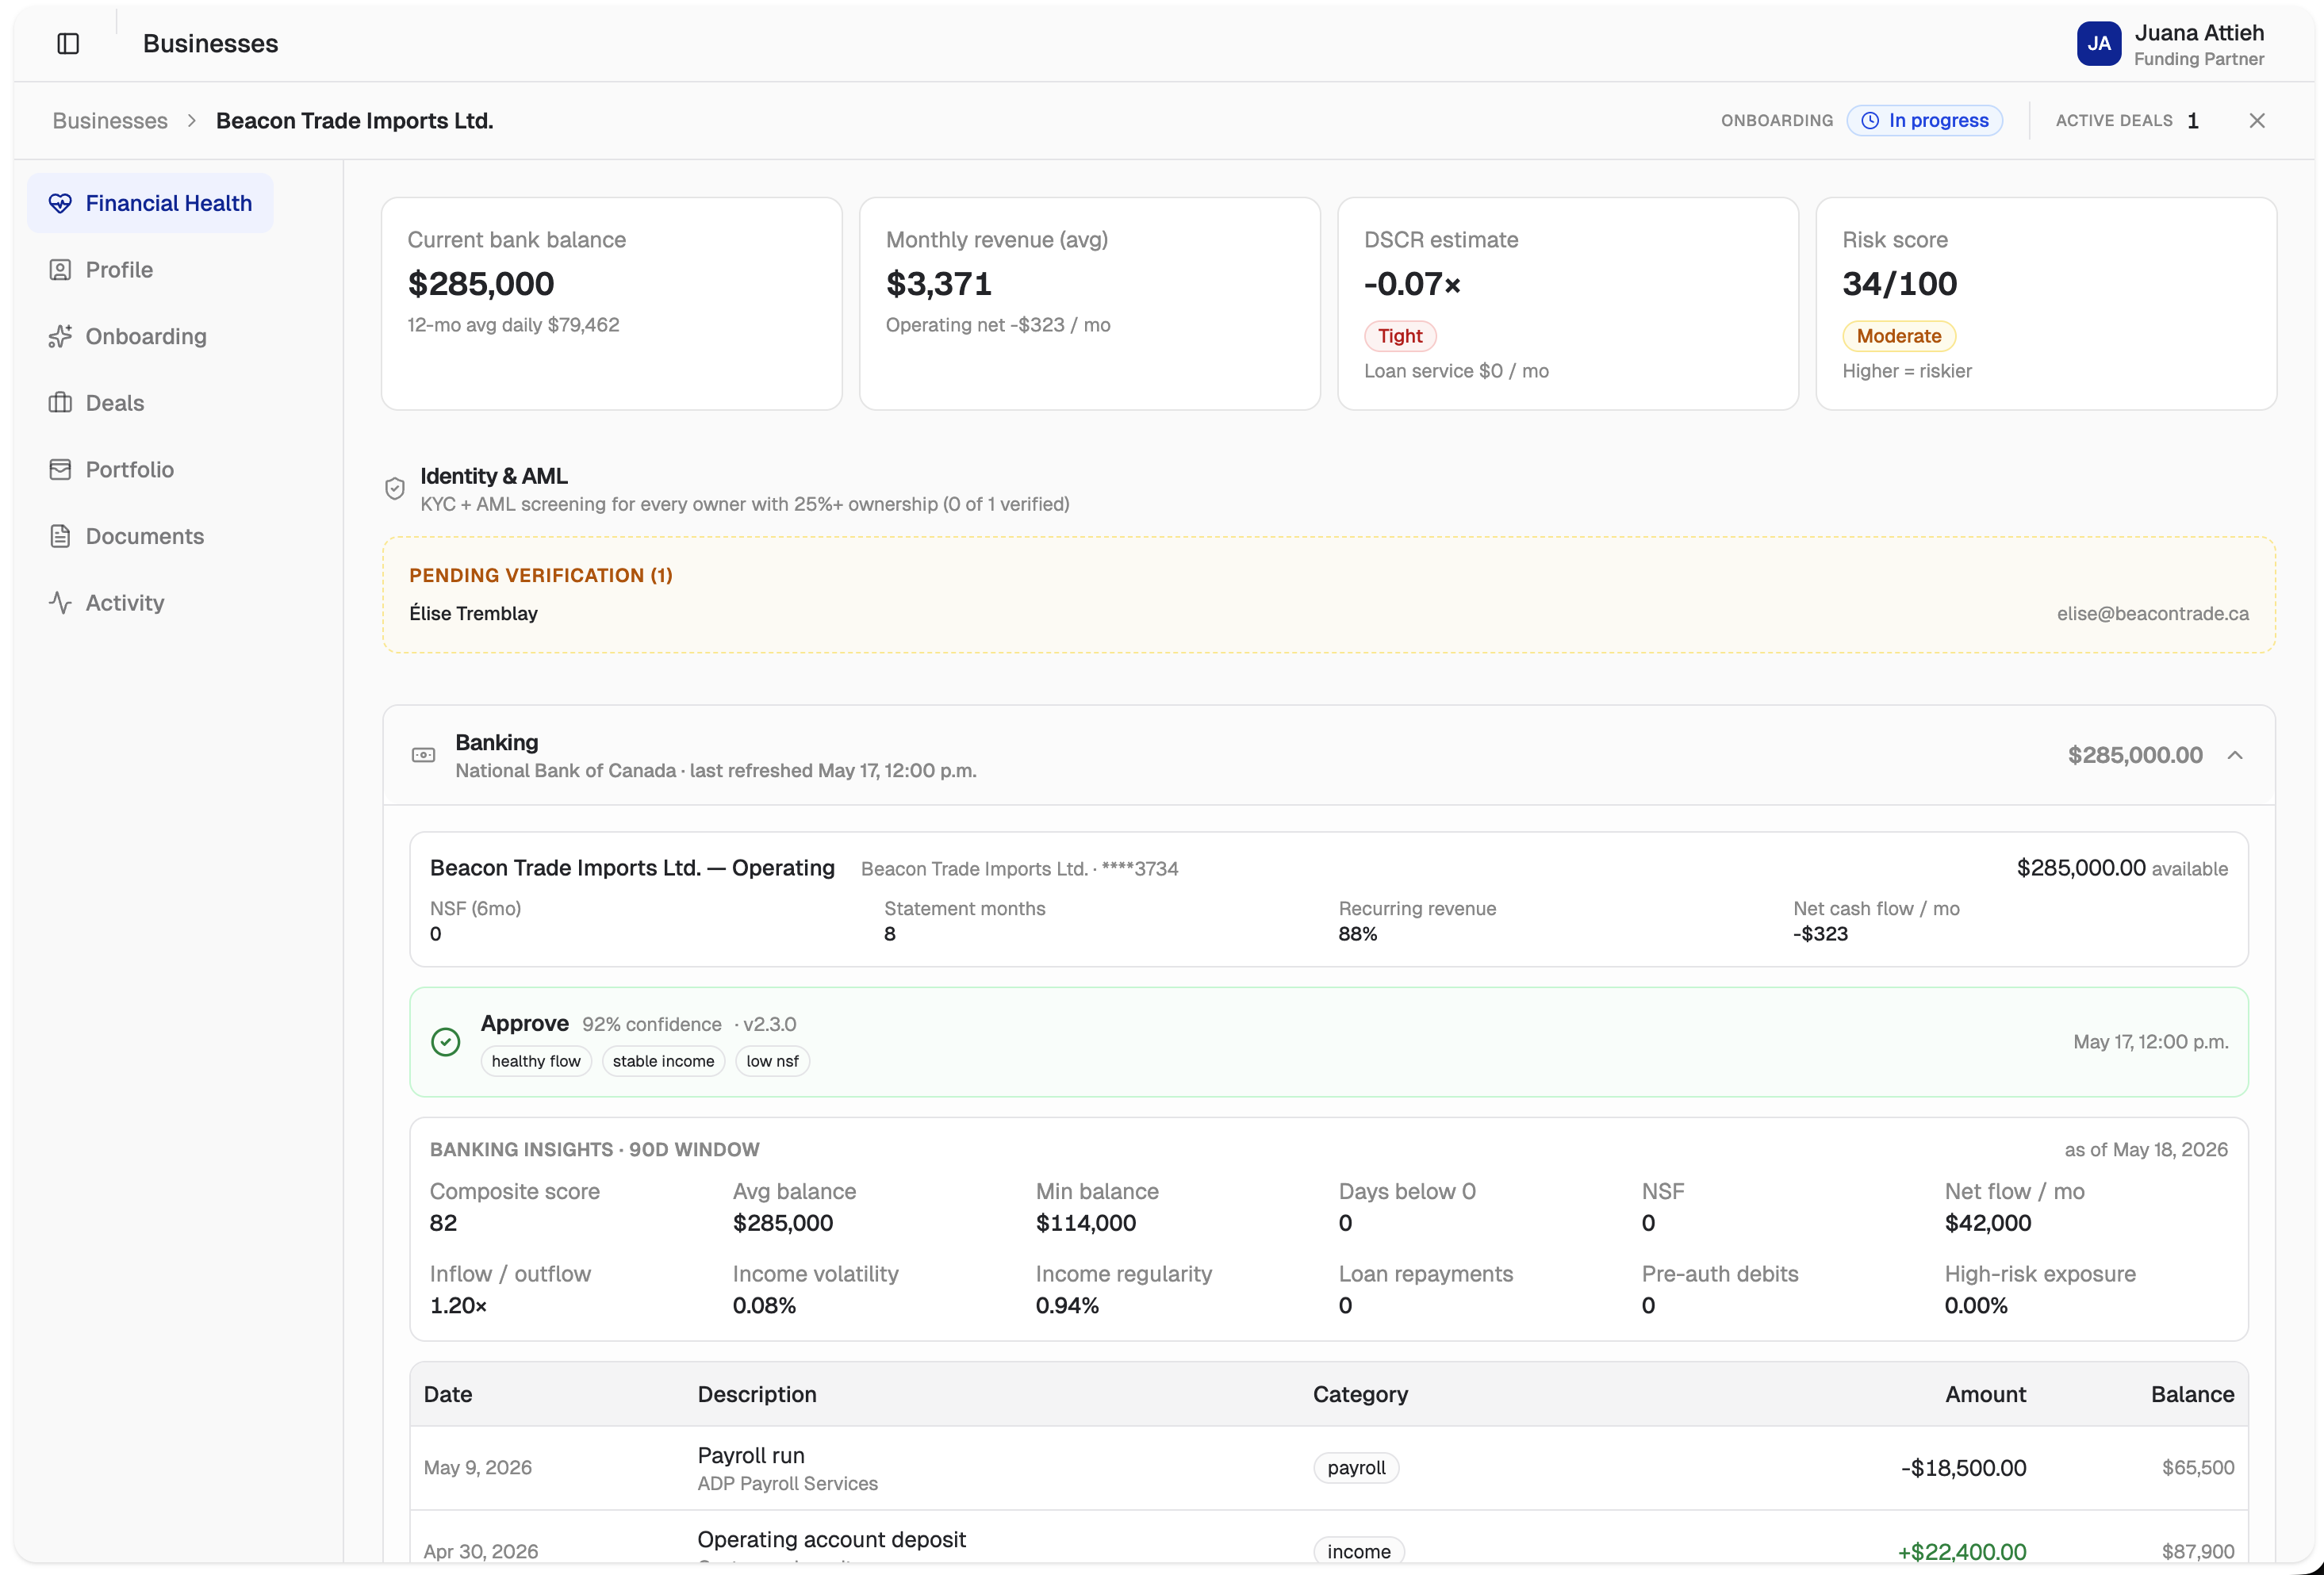 Businesses
JA
Juana Attieh
Funding Partner
Businesses > Beacon Trade Imports Ltd.
ONBOARDING In progress
ACTIVE DEALS 1
Financial Health
Profile
Onboarding
Deals
Portfolio
Documents
Activity
Current bank balance
$285,000
12-mo avg daily $79,462
Monthly revenue (avg)
$3,371
Operating net -$323 / mo
DSCR estimate
-0.07×
Tight
Loan service $0 / mo
Risk score
34/100
Moderate
Higher = riskier
Identity & AML
KYC + AML screening for every owner with 25%+ ownership (0 of 1 verified)
PENDING VERIFICATION (1)
Élise Tremblay elise@beacontrade.ca
Banking
National Bank of Canada · last refreshed May 17, 12:00 p.m.
$285,000.00
Beacon Trade Imports Ltd. — Operating Beacon Trade Imports Ltd. · ****3734 $285,000.00 available
NSF (6mo) Statement months Recurring revenue Net cash flow / mo
0 8 88% -$323
Approve 92% confidence · v2.3.0
healthy flow stable income low nsf
May 17, 12:00 p.m.
BANKING INSIGHTS · 90D WINDOW as of May 18, 2026
Composite score Avg balance Min balance Days below 0 NSF Net flow / mo
82 $285,000 $114,000 0 0 $42,000
Inflow / outflow Income volatility Income regularity Loan repayments Pre-auth debits High-risk exposure
1.20× 0.08% 0.94% 0 0 0.00%
Date Description Category Amount Balance
May 9, 2026 Payroll run payroll -$18,500.00 $65,500
ADP Payroll Services
Apr 30, 2026 Operating account deposit income +$22,400.00 $87,900